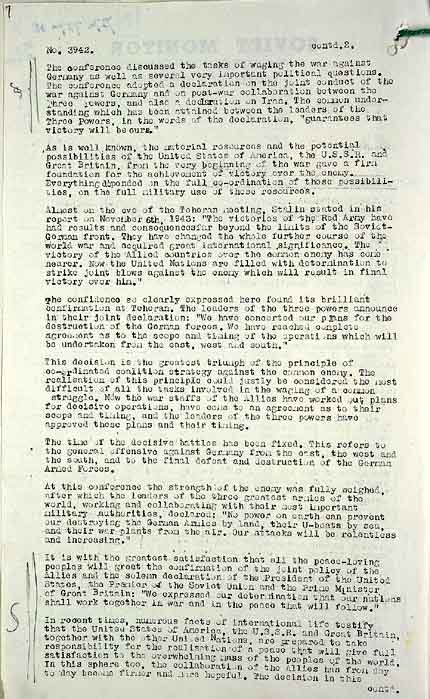 No. 3942. contd.2.
The conference discussed the tasks of waging the war against
Germany as well as several very important political questions.
The conference adopted a declaration on the joint conduct of the
war against Germany and on post-war collaboration between the
Three Powers, and also a declaration on Iran. The common under-
standing which has been attained between the leaders of the
Three Powers, in the words of the declaration, "guarantees that
victory will be ours."
As is well known, the material resources and the potential
possibilities of the United States of America, the U.S.S.R. and
Great Britain, from the very beginning of the war gave a firm
foundation for the achievement of victory over the enemy.
Everything depended on the full co-ordination of those possibili-
ties, on the full military use of these resources.
Almost on the eve of the Teheran meeting, Stalin stated in his
report on November 6th, 1943: "The victories of the Red Army have
had results and consequences far beyond the limits of the Soviet-
German front. They have changed the whole further course of the
world war and acquired great international significance. The
victory of the Allied countries over the common enemy has come
nearer. Now the United Nations are filled with determination to
strike joint blows against the enemy which will result in final
victory over him."
The confidence so clearly expressed here found its brilliant
confirmation at Teheran. The leaders of the three powers announce
in their joint declaration: "We have concerted our plans for the
destruction of the German forces. We have reached complete
agreement as to the scope and timing of the operations which will
be undertaken from the east, west and south."
This decision is the greatest triumph of the principle of
co-ordinated coalition strategy against the common enemy. The
realisation of this principle could justly be considered the most
difficult of all the tasks involved in the waging of a common
struggle. Now the war staffs of the Allies have worked out plans
for decisive operations, have come to an agreement as to their
scope and timing, and the leaders of the three powers have
approved these plans and their timing.
The time of the decisive battles has been fixed. This refers to
the general offensive against Germany from the east, the west and
the south, and to the final defeat and destruction of the German
Armed Forces.
At this conference the strength of the enemy was fully weighed,
after which the leaders of the three greatest armies of the
world, working and collaborating with their most important
military authorities, declared: "No power on earth can prevent
our destroying the German Armies by land, their U-boats by sea,
and their war plants from the air. Our attacks will be relentless
and increasing."
It is with the greatest satisfaction that all the peace-loving
peoples will greet the confirmation of the joint policy of the
Allies and the solemn declaration of the President of the United
States, the Premier of the Soviet Union and the Prime Minister
of Great Britain: "We expressed our determination that our nations
shall work together in war and in the peace that will follow."
In recent times, numerous facts of international life testify
that the United States of America, the U.S.S.R. and Great Britain,
together with the other United Nations, are prepared to take
responsibility for the realisation of a peace that will give full
satisfaction to the overwhelming mass of the peoples of the world.
In this sphere too, the collaboration of the Allies has from day
to day become firmer and more hopeful. The decision in this
contd.